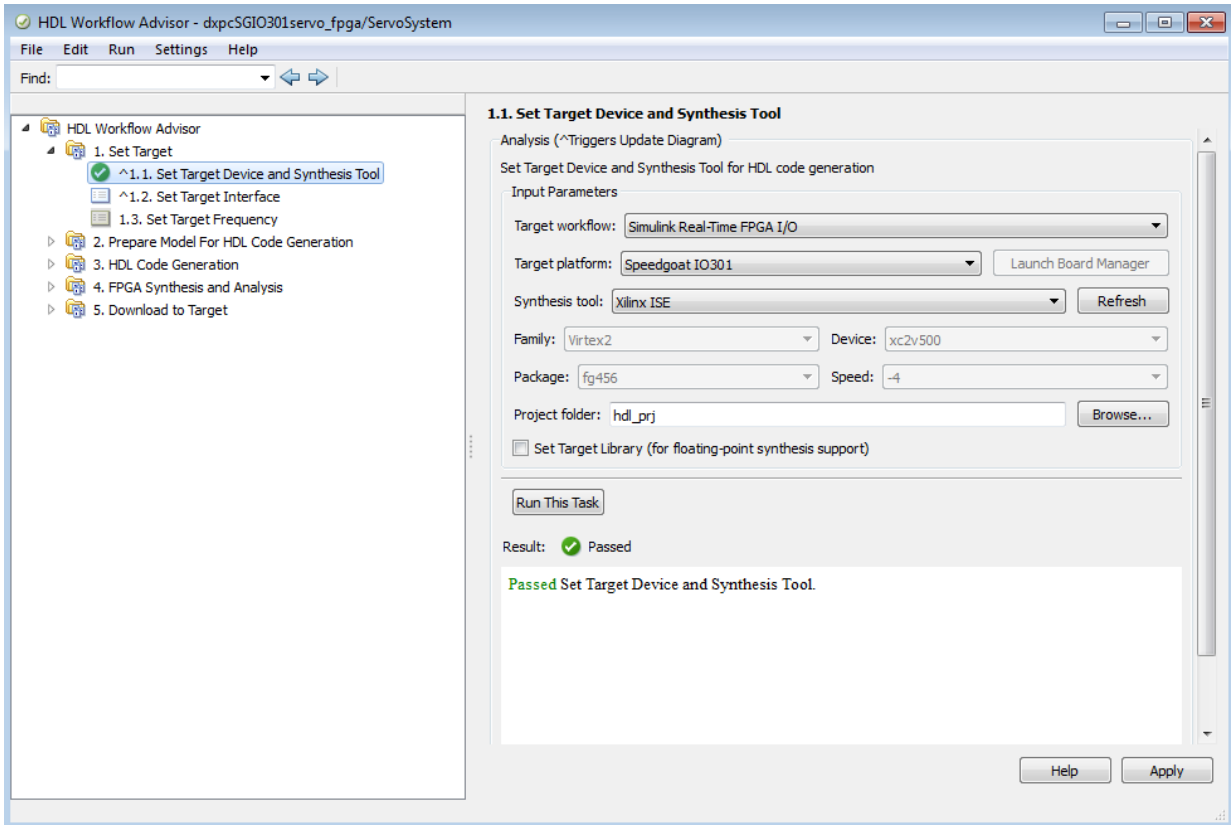 HDL Workflow Advisor - dxpcSGIO301servo_fpga/ServoSystem
File Edit Run Settings Help
Find:
HDL Workflow Advisor
1. Set Target
^1.1. Set Target Device and Synthesis Tool
^1.2. Set Target Interface
1.3. Set Target Frequency
2. Prepare Model For HDL Code Generation
3. HDL Code Generation
4. FPGA Synthesis and Analysis
5. Download to Target
1.1. Set Target Device and Synthesis Tool
Analysis (^Triggers Update Diagram)
Set Target Device and Synthesis Tool for HDL code generation
Input Parameters
Target workflow: Simulink Real-Time FPGA I/O
Target platform: Speedgoat IO301 Launch Board Manager
Synthesis tool: Xilinx ISE Refresh
Family: Virtex2 Device: xc2v500
Package: fg456 Speed: -4
Project folder: hdl_prj Browse...
Set Target Library (for floating-point synthesis support)
Run This Task
Result: Passed
Passed Set Target Device and Synthesis Tool.
Help Apply